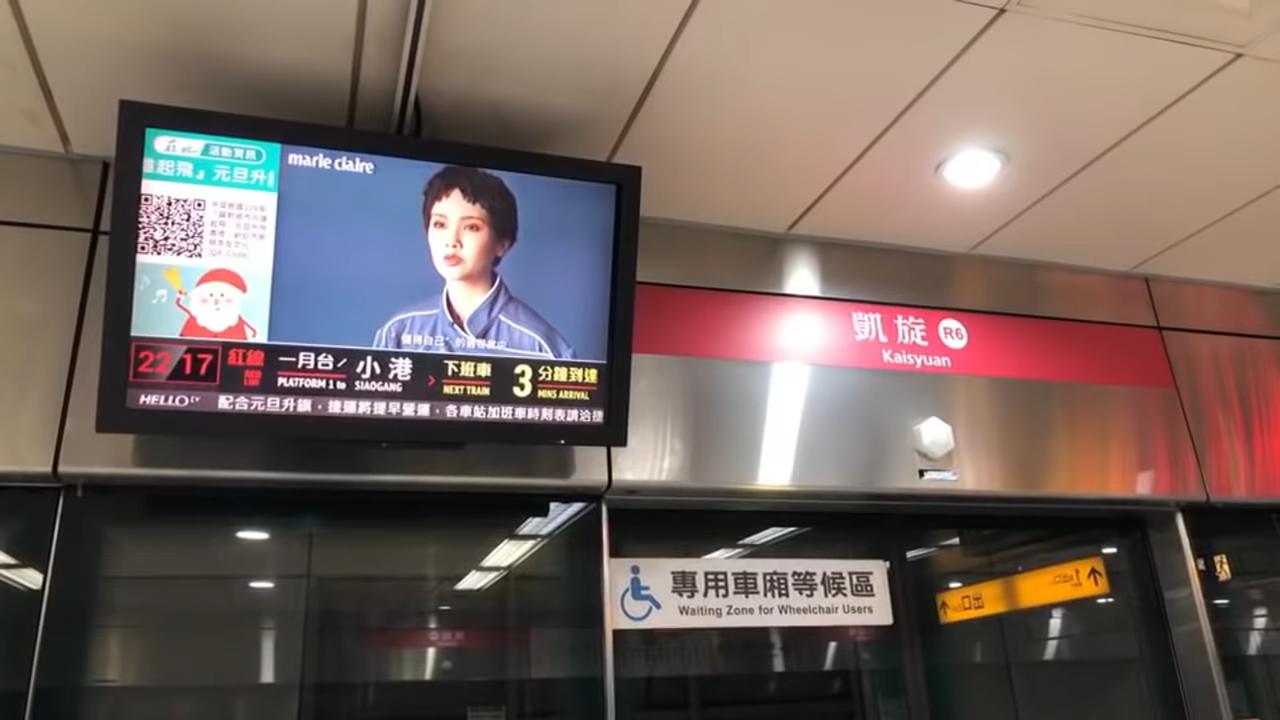 活動資訊
起飛』元旦升
marie claire
22/17
紅線
RED
LINE
一月台/
PLATFORM 1 to
小港
SIAOGANG
下班車
NEXT TRAIN
3
分鐘到達
MINS ARRIVAL
HELLO
配合元旦升旗,捷運將提早營運,各車站加班車時刻表請洽捷
凱旋 R6
Kaisyuan
專用車廂等候區
Waiting Zone for Wheelchair Users